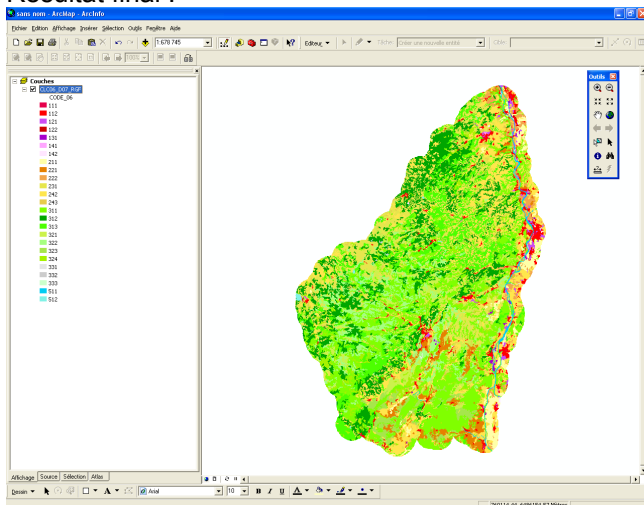 Résultat final :
sans nom - ArcMap - ArcInfo
Fichier Edition Affichage Insérer Sélection Outils Fenêtre Aide
1:678 745
Editeur
Tâche: Créer une nouvelle entité
Cible:
100%
Couches
CLC06_D07_RGF
CODE_06
111
112
121
122
131
141
142
211
221
222
231
242
243
311
312
313
321
322
323
324
331
332
333
511
512
Outils
Affichage Source Sélection Atlas
Dessin
A
Arial
10
B I U
A